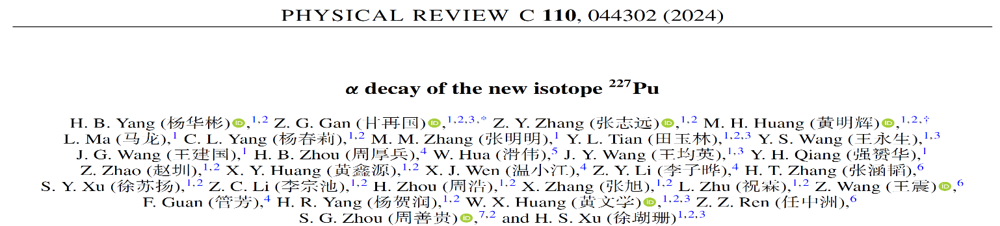 PHYSICAL REVIEW C 110, 044302 (2024)
α decay of the new isotope ²²⁷Pu
H. B. Yang (杨华彬),¹,² Z. G. Gan (甘再国),¹,²,³,* Z. Y. Zhang (张志远),¹,² M. H. Huang (黄明辉),¹,²,†
L. Ma (马龙),¹ C. L. Yang (杨春莉),¹,² M. M. Zhang (张明明),¹ Y. L. Tian (田玉林),¹,²,³ Y. S. Wang (王永生),¹,³
J. G. Wang (王建国),¹ H. B. Zhou (周厚兵),⁴ W. Hua (滑伟),⁵ J. Y. Wang (王均英),¹,³ Y. H. Qiang (强赟华),¹
Z. Zhao (赵圳),¹,² X. Y. Huang (黄鑫源),¹,² X. J. Wen (温小江),⁴ Z. Y. Li (李子晔),⁴ H. T. Zhang (张涵韬),⁶
S. Y. Xu (徐苏扬),¹,² Z. C. Li (李宗池),¹,² H. Zhou (周浩),¹,² X. Zhang (张旭),¹,² L. Zhu (祝霖),¹,² Z. Wang (王震),⁶
F. Guan (管芳),⁴ H. R. Yang (杨贺润),¹,² W. X. Huang (黄文学),¹,²,³ Z. Z. Ren (任中洲),⁶
S. G. Zhou (周善贵),⁷,² and H. S. Xu (徐瑚珊)¹,²,³